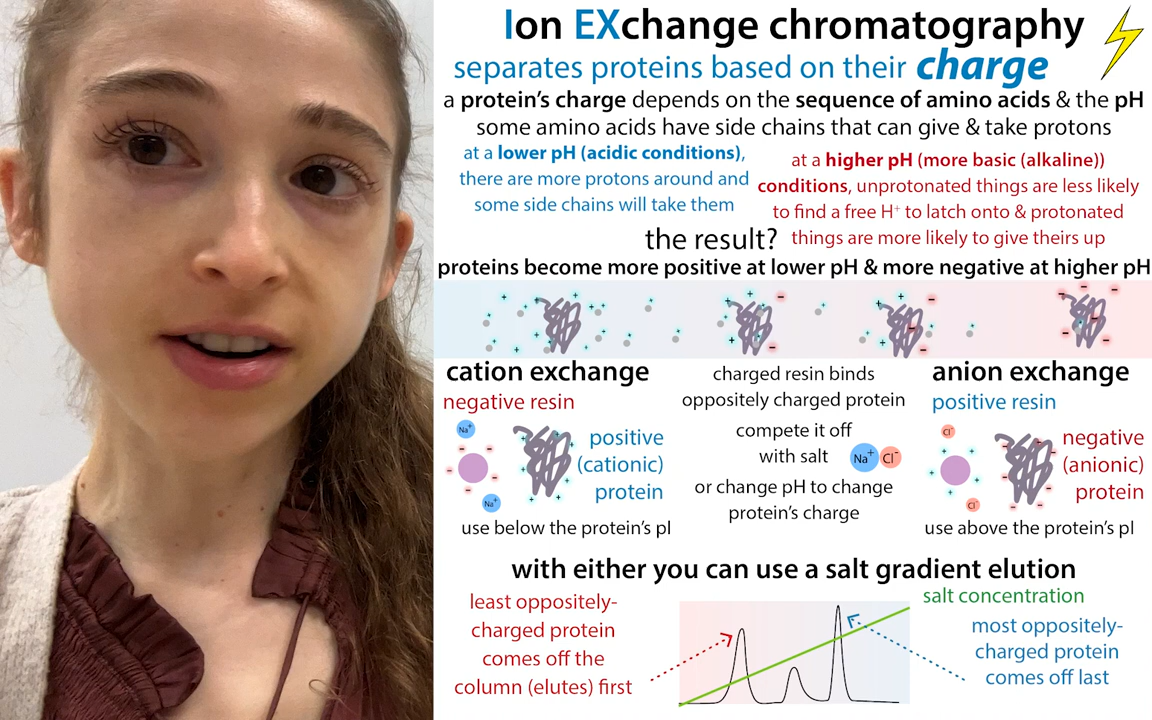 Ion EXchange chromatography
separates proteins based on their charge
a protein's charge depends on the sequence of amino acids & the pH
some amino acids have side chains that can give & take protons
at a lower pH (acidic conditions),
there are more protons around and
some side chains will take them
at a higher pH (more basic (alkaline))
conditions, unprotonated things are less likely
to find a free H⁺ to latch onto & protonated
things are more likely to give theirs up
the result?
proteins become more positive at lower pH & more negative at higher pH
cation exchange
negative resin
Na⁺
positive
(cationic)
protein
Na⁺
use below the protein's pI
charged resin binds
oppositely charged protein
compete it off
with salt
Na⁺ Cl⁻
or change pH to change
protein's charge
anion exchange
positive resin
Cl⁻
negative
(anionic)
protein
Cl⁻
use above the protein's pI
with either you can use a salt gradient elution
least oppositely-
charged protein
comes off the
column (elutes) first
salt concentration
most oppositely-
charged protein
comes off last